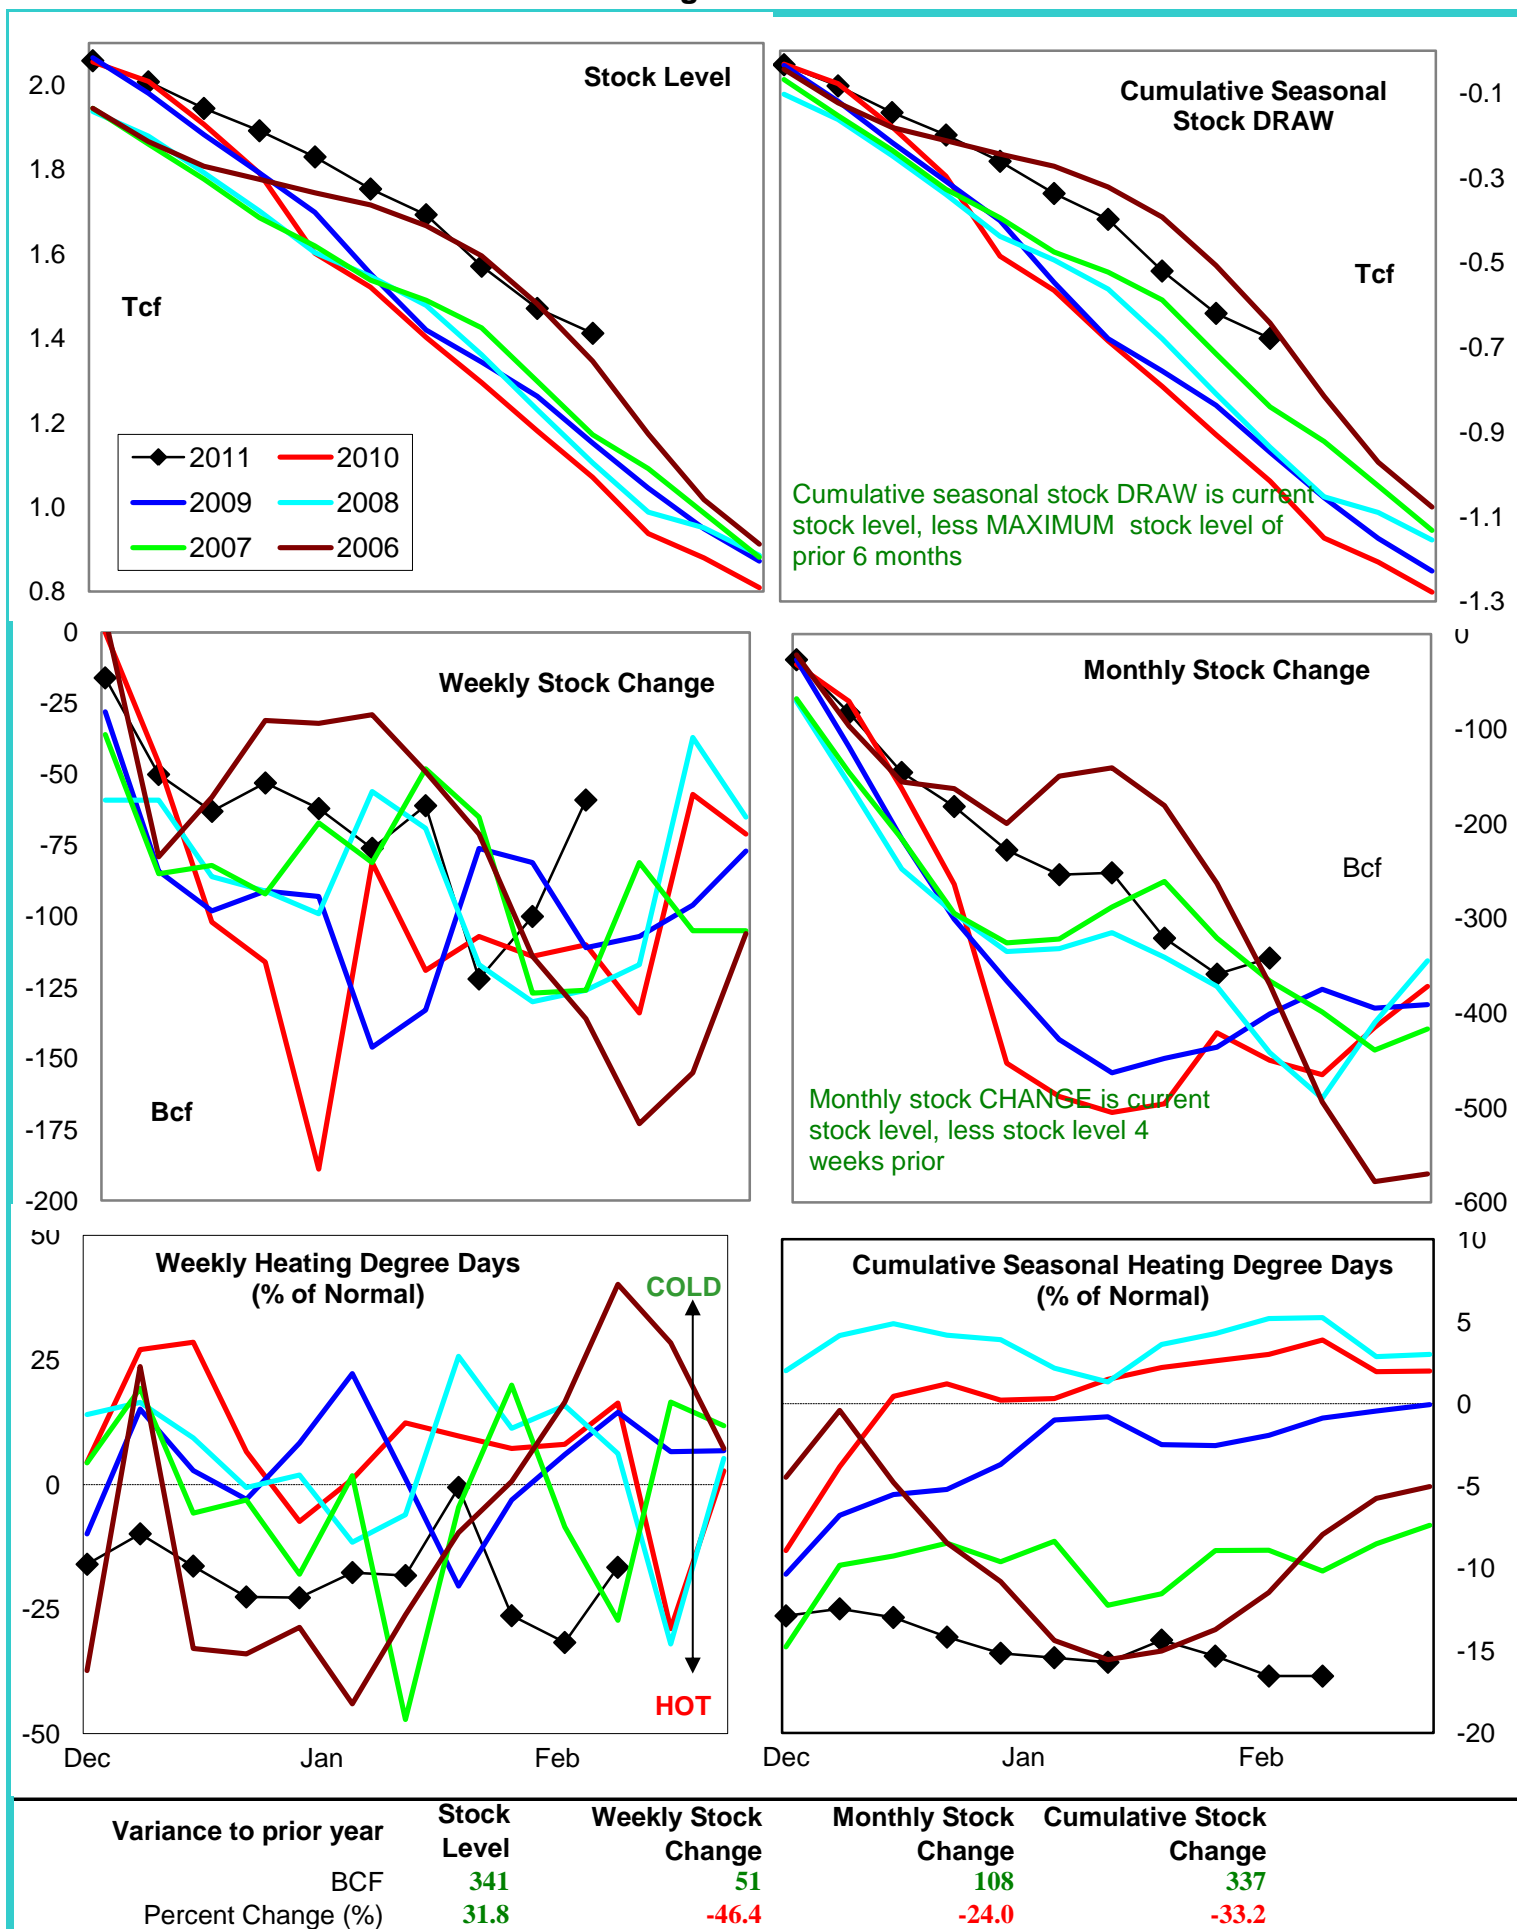 Stock Level
2.0
1.8
1.6
1.4
1.2
1.0
0.8
Tcf
2011
2010
2009
2008
2007
2006
Cumulative Seasonal
Stock DRAW
-0.1
-0.3
-0.5
-0.7
-0.9
-1.1
-1.3
Tcf
Cumulative seasonal stock DRAW is current
stock level, less MAXIMUM stock level of
prior 6 months
Weekly Stock Change
0
-25
-50
-75
-100
-125
-150
-175
-200
Bcf
Monthly Stock Change
0
-100
-200
-300
-400
-500
-600
Bcf
Monthly stock CHANGE is current
stock level, less stock level 4
weeks prior
Weekly Heating Degree Days
(% of Normal)
50
25
0
-25
-50
COLD
HOT
Dec
Jan
Feb
Cumulative Seasonal Heating Degree Days
(% of Normal)
10
5
0
-5
-10
-15
-20
Dec
Jan
Feb
Variance to prior year
Stock
Level
Weekly Stock
Change
Monthly Stock
Change
Cumulative Stock
Change
BCF 341 51 108 337
Percent Change (%) 31.8 -46.4 -24.0 -33.2